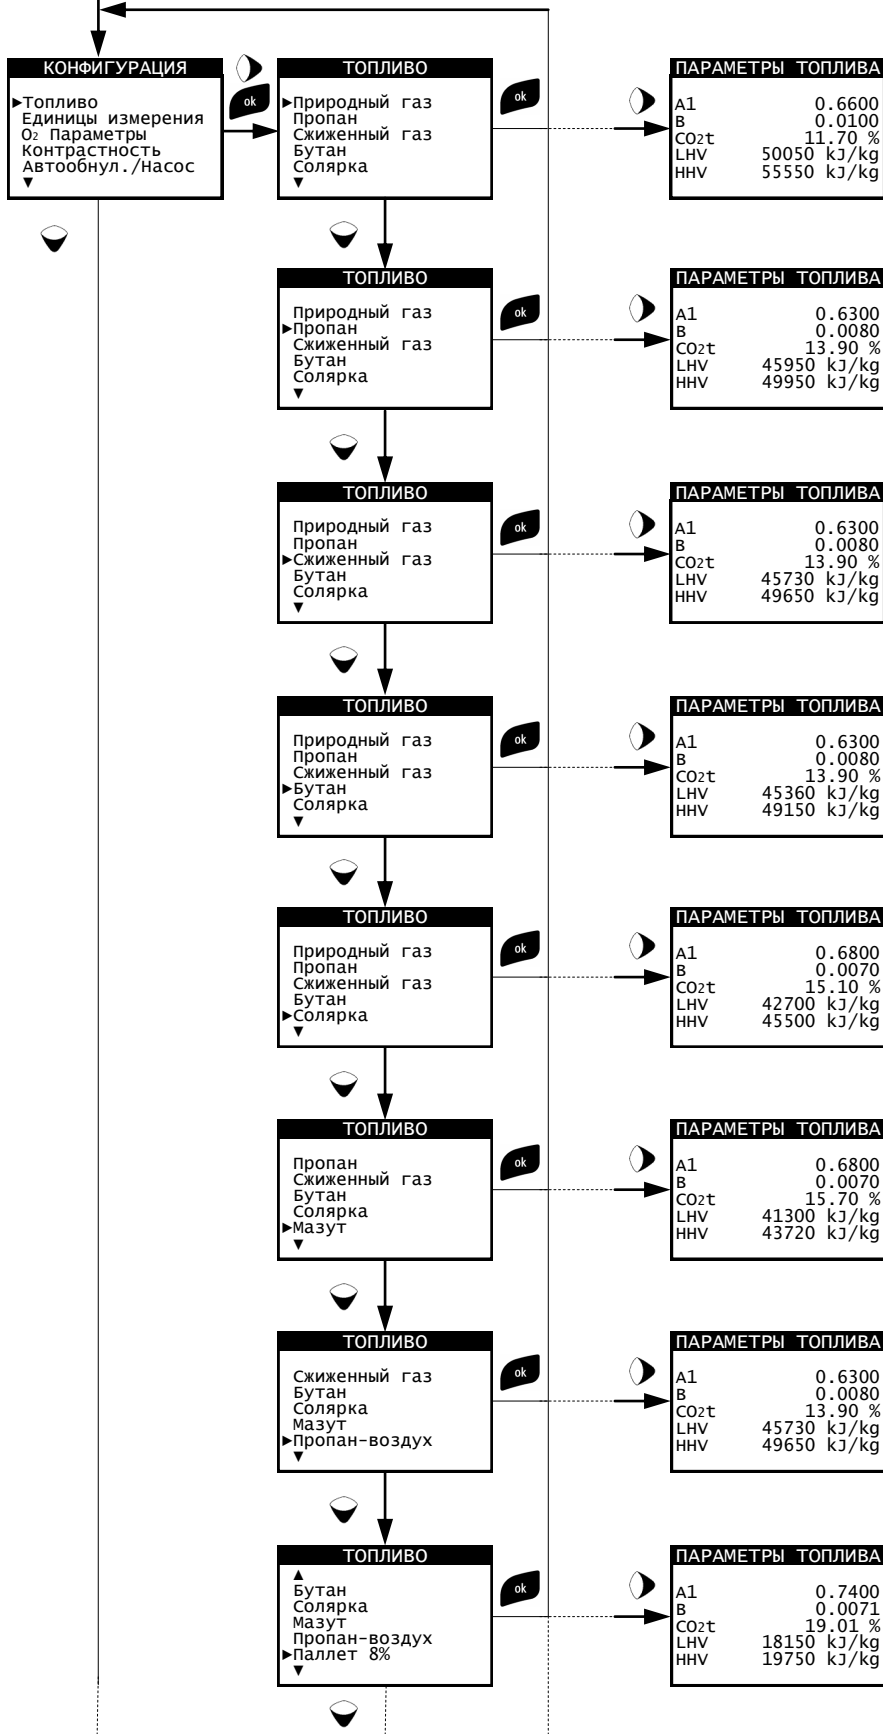 КОНФИГУРАЦИЯ
►Топливо
Единицы измерения
O2 Параметры
Контрастность
Автообнул./Насос
▼
ok
ТОПЛИВО
►Природный газ
Пропан
Сжиженный газ
Бутан
Солярка
▼
ok
ПАРАМЕТРЫ ТОПЛИВА
A1 0.6600
B 0.0100
CO2t 11.70 %
LHV 50050 kJ/kg
HHV 55550 kJ/kg
ТОПЛИВО
Природный газ
►Пропан
Сжиженный газ
Бутан
Солярка
▼
ok
ПАРАМЕТРЫ ТОПЛИВА
A1 0.6300
B 0.0080
CO2t 13.90 %
LHV 45950 kJ/kg
HHV 49950 kJ/kg
ТОПЛИВО
Природный газ
Пропан
►Сжиженный газ
Бутан
Солярка
▼
ok
ПАРАМЕТРЫ ТОПЛИВА
A1 0.6300
B 0.0080
CO2t 13.90 %
LHV 45730 kJ/kg
HHV 49650 kJ/kg
ТОПЛИВО
Природный газ
Пропан
Сжиженный газ
►Бутан
Солярка
▼
ok
ПАРАМЕТРЫ ТОПЛИВА
A1 0.6300
B 0.0080
CO2t 13.90 %
LHV 45360 kJ/kg
HHV 49150 kJ/kg
ТОПЛИВО
Природный газ
Пропан
Сжиженный газ
Бутан
►Солярка
▼
ok
ПАРАМЕТРЫ ТОПЛИВА
A1 0.6800
B 0.0070
CO2t 15.10 %
LHV 42700 kJ/kg
HHV 45500 kJ/kg
ТОПЛИВО
Пропан
Сжиженный газ
Бутан
Солярка
►Мазут
▼
ok
ПАРАМЕТРЫ ТОПЛИВА
A1 0.6800
B 0.0070
CO2t 15.70 %
LHV 41300 kJ/kg
HHV 43720 kJ/kg
ТОПЛИВО
Сжиженный газ
Бутан
Солярка
Мазут
►Пропан-воздух
▼
ok
ПАРАМЕТРЫ ТОПЛИВА
A1 0.6300
B 0.0080
CO2t 13.90 %
LHV 45730 kJ/kg
HHV 49650 kJ/kg
ТОПЛИВО
▲
Бутан
Солярка
Мазут
Пропан-воздух
►Паллет 8%
▼
ok
ПАРАМЕТРЫ ТОПЛИВА
A1 0.7400
B 0.0071
CO2t 19.01 %
LHV 18150 kJ/kg
HHV 19750 kJ/kg